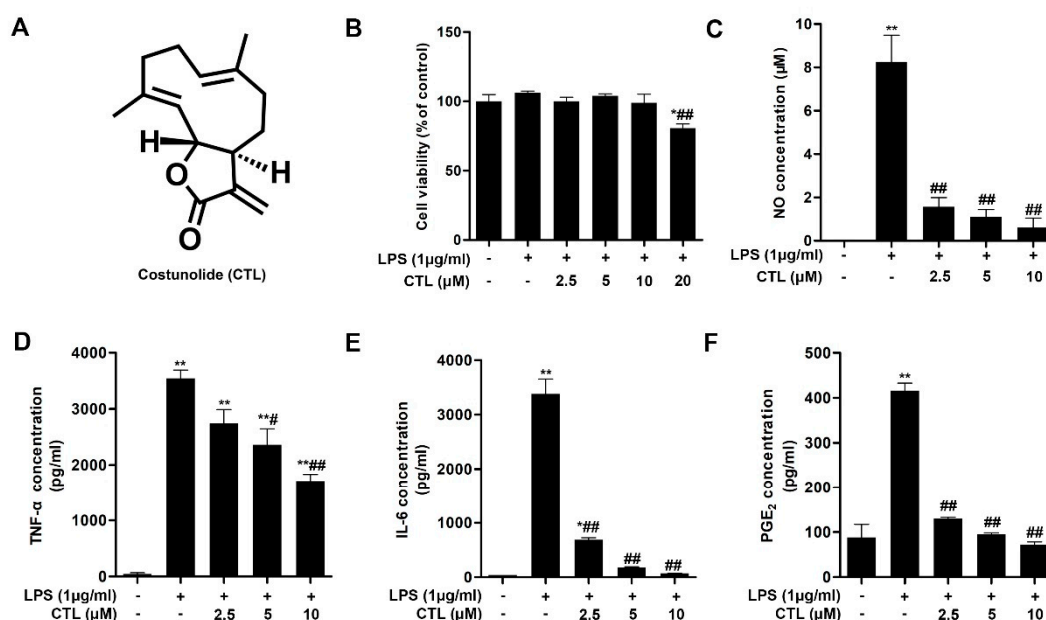 A
H
H
O
O
Costunolide (CTL)
B
Cell viability (% of control)
150
100
50
0
*##
LPS (1μg/ml) - + + + + +
CTL (μM) - - 2.5 5 10 20
C
NO concentration (μM)
10
8
6
4
2
0
**
## ## ##
LPS (1μg/ml) - + + + +
CTL (μM) - - 2.5 5 10
D
TNF-α concentration
(pg/ml)
4000
3000
2000
1000
0
** ** **# **##
LPS (1μg/ml) - + + + +
CTL (μM) - - 2.5 5 10
E
IL-6 concentration
(pg/ml)
4000
3000
2000
1000
0
**
*## ## ##
LPS (1μg/ml) - + + + +
CTL (μM) - - 2.5 5 10
F
PGE2 concentration
(pg/ml)
500
400
300
200
100
0
**
## ## ##
LPS (1μg/ml) - + + + +
CTL (μM) - - 2.5 5 10